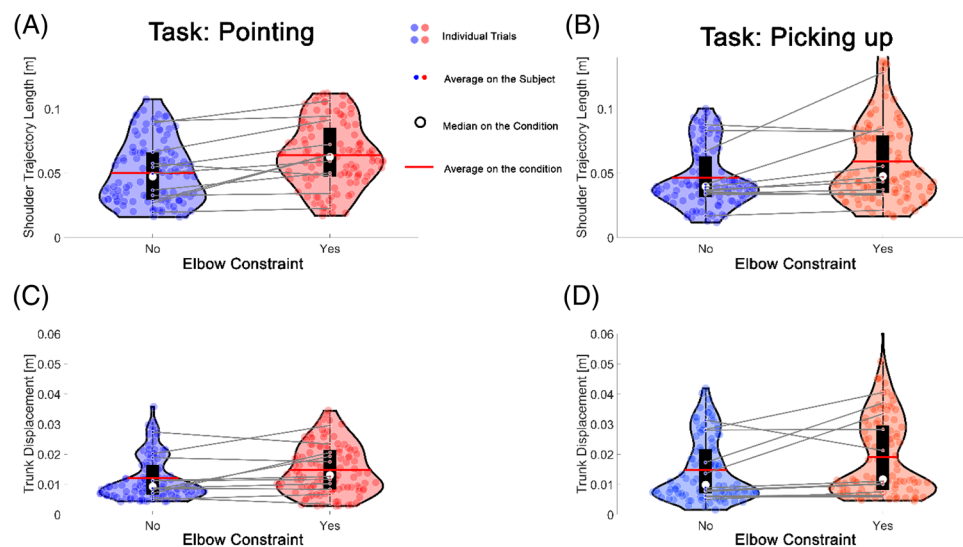 (A)
Task: Pointing
Shoulder Trajectory Length [m]
0.1
0.05
0
No
Yes
Elbow Constraint
Individual Trials
Average on the Subject
Median on the Condition
Average on the condition
(B)
Task: Picking up
Shoulder Trajectory Length [m]
0.1
0.05
0
No
Yes
Elbow Constraint
(C)
Trunk Displacement [m]
0.06
0.05
0.04
0.03
0.02
0.01
0
No
Yes
Elbow Constraint
(D)
Trunk Displacement [m]
0.06
0.05
0.04
0.03
0.02
0.01
0
No
Yes
Elbow Constraint